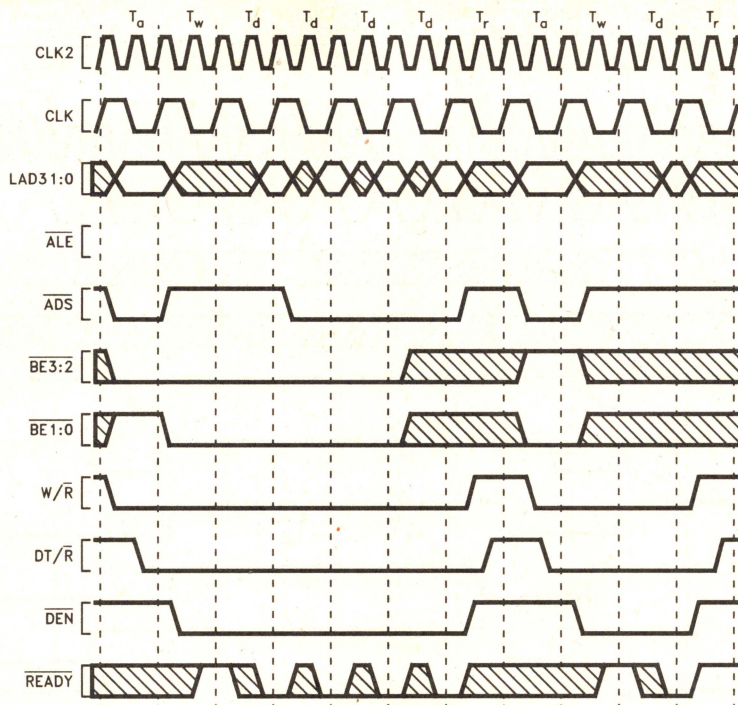 Ta Tw Td Td Td Td Tr Ta Tw Td Tr
CLK2
CLK
LAD31:0
ALE
ADS
BE3:2
BE1:0
W/R
DT/R
DEN
READY